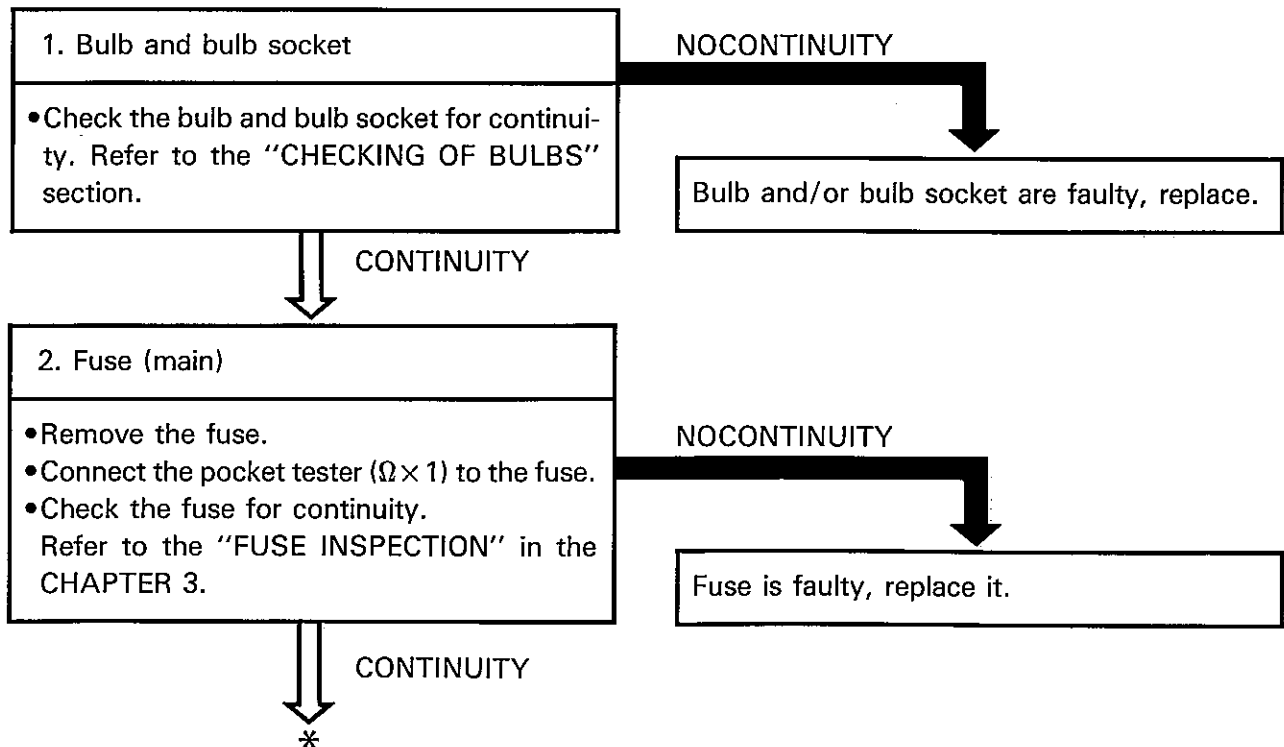 1. Bulb and bulb socket
•Check the bulb and bulb socket for continui-
ty. Refer to the "CHECKING OF BULBS"
section.
NOCONTINUITY
Bulb and/or bulb socket are faulty, replace.
CONTINUITY
2. Fuse (main)
•Remove the fuse.
•Connect the pocket tester (Ω×1) to the fuse.
•Check the fuse for continuity.
Refer to the "FUSE INSPECTION" in the
CHAPTER 3.
NOCONTINUITY
Fuse is faulty, replace it.
CONTINUITY
*